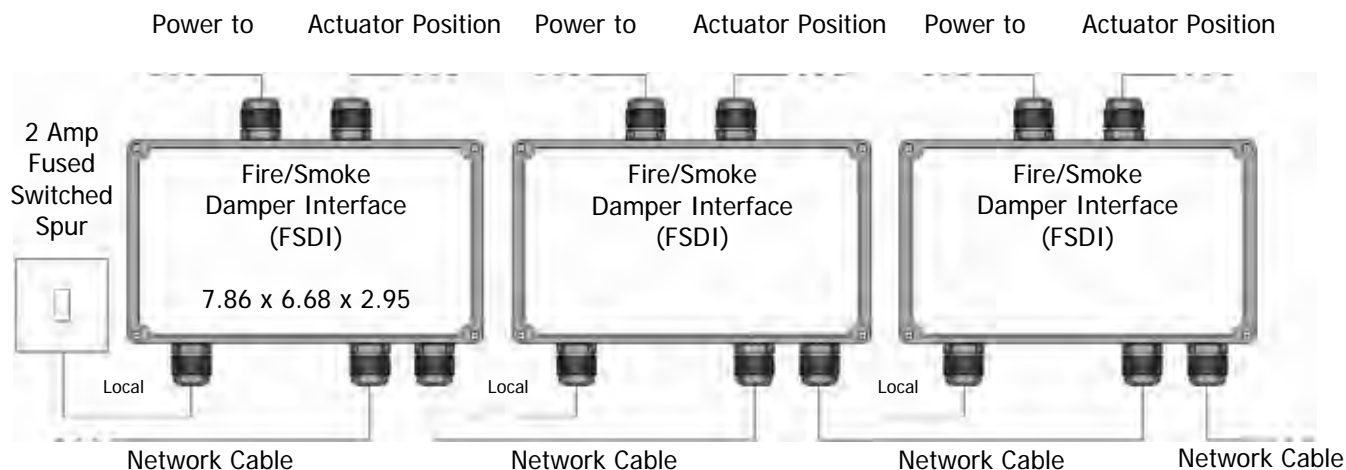 Power to Actuator Position Power to Actuator Position Power to Actuator Position
2 Amp
Fused
Switched
Spur
Fire/Smoke
Damper Interface
(FSDI)
7.86 x 6.68 x 2.95
Fire/Smoke
Damper Interface
(FSDI)
Fire/Smoke
Damper Interface
(FSDI)
Local Local Local
Network Cable Network Cable Network Cable Network Cable